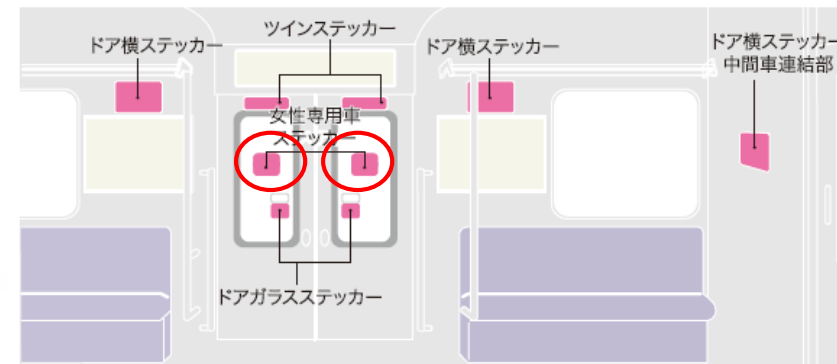 ツインステッカー
ドア横ステッカー
ドア横ステッカー
ドア横ステッカー
中間車連結部
女性専用車
ステッカー
ドアガラスステッカー